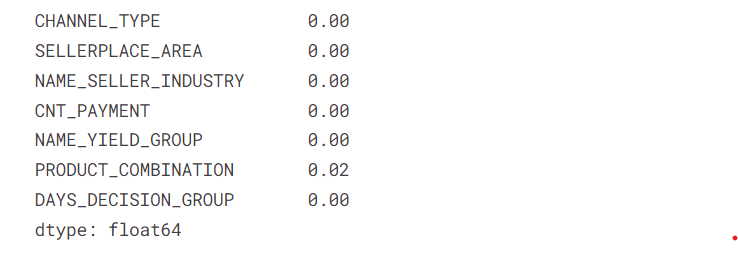 CHANNEL_TYPE 0.00
SELLERPLACE_AREA 0.00
NAME_SELLER_INDUSTRY 0.00
CNT_PAYMENT 0.00
NAME_YIELD_GROUP 0.00
PRODUCT_COMBINATION 0.02
DAYS_DECISION_GROUP 0.00
dtype: float64